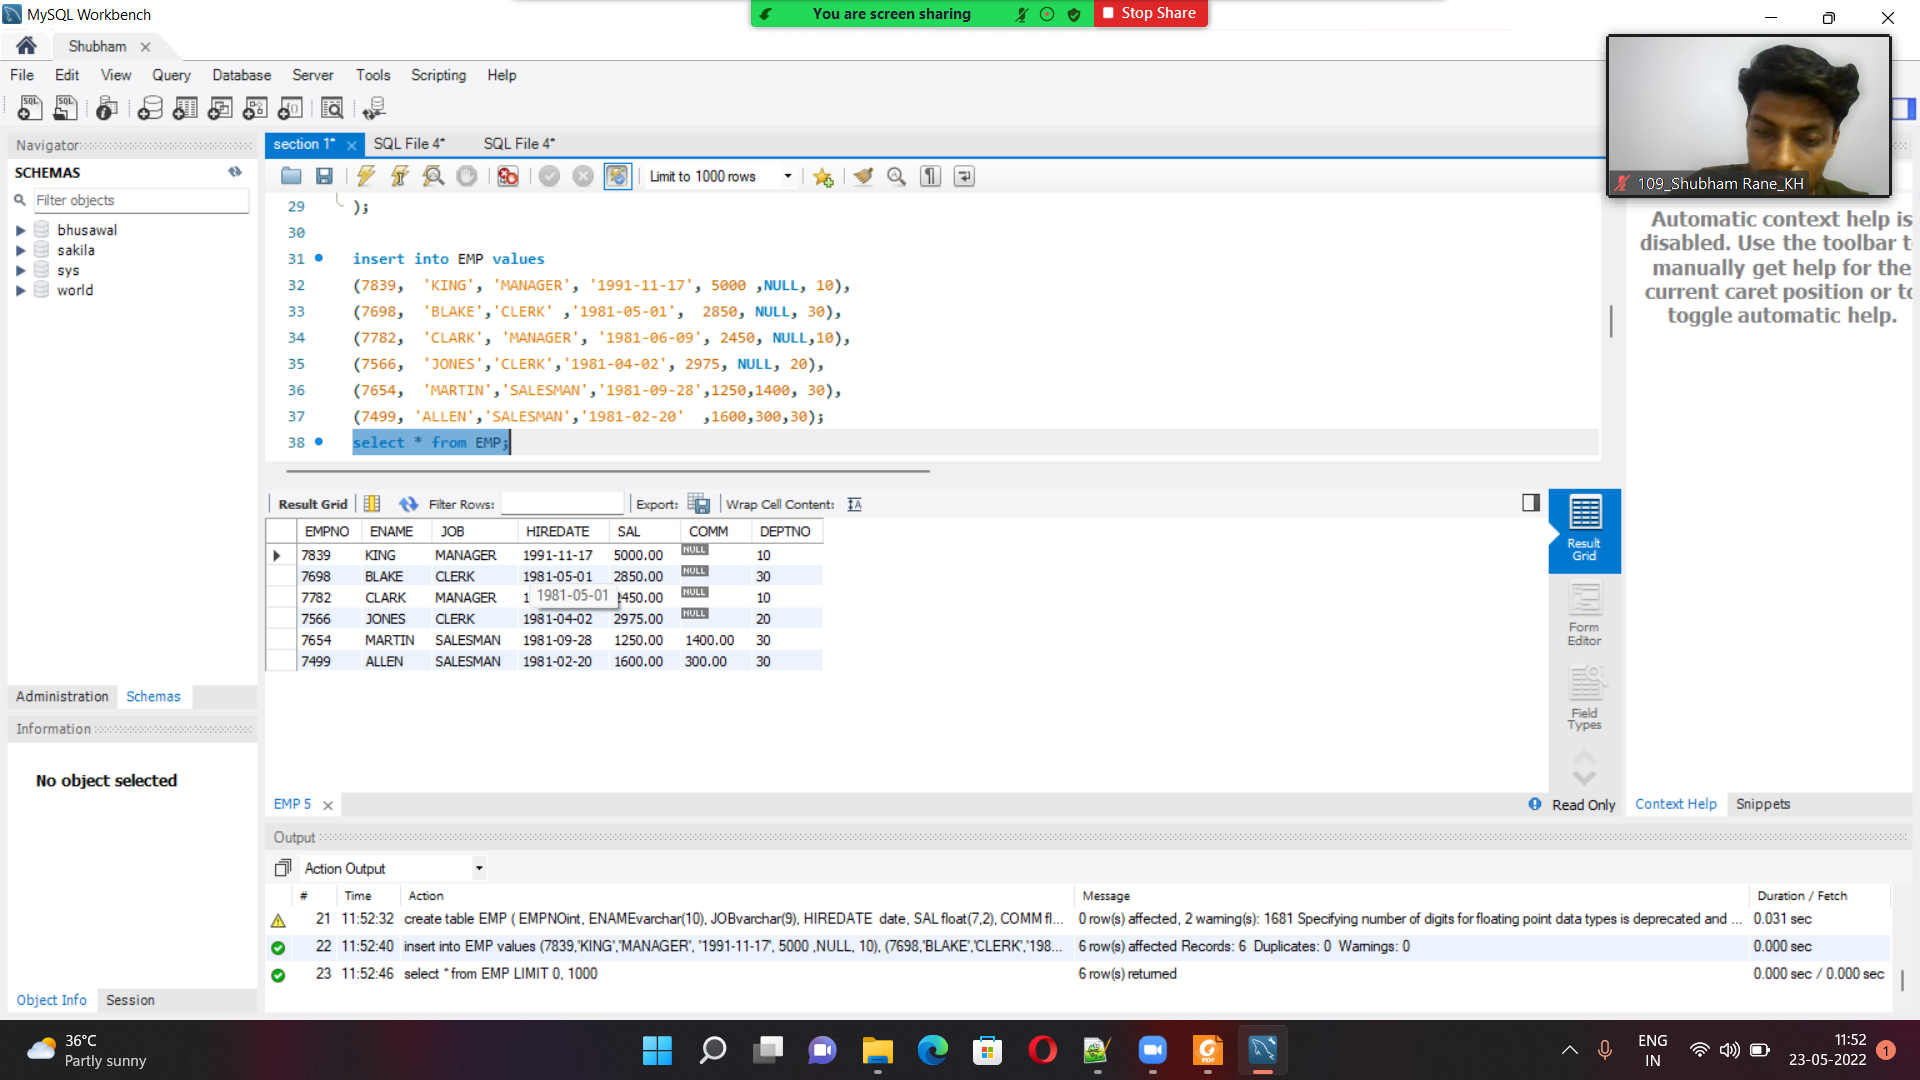 MySQL Workbench
You are screen sharing
Stop Share
Shubham
File Edit View Query Database Server Tools Scripting Help
109_Shubham Rane_KH
Navigator
SCHEMAS
Filter objects
bhusawal
sakila
sys
world
Administration Schemas
Information
No object selected
Object Info Session
section 1* SQL File 4* SQL File 4*
Limit to 1000 rows
29 );
30
31 insert into EMP values
32 (7839, 'KING', 'MANAGER', '1991-11-17', 5000 ,NULL, 10),
33 (7698, 'BLAKE','CLERK' ,'1981-05-01', 2850, NULL, 30),
34 (7782, 'CLARK', 'MANAGER', '1981-06-09', 2450, NULL,10),
35 (7566, 'JONES','CLERK','1981-04-02', 2975, NULL, 20),
36 (7654, 'MARTIN','SALESMAN','1981-09-28',1250,1400, 30),
37 (7499, 'ALLEN','SALESMAN','1981-02-20' ,1600,300,30);
38 select * from EMP;
Automatic context help is
disabled. Use the toolbar t
manually get help for the
current caret position or to
toggle automatic help.
Result Grid Filter Rows: Export: Wrap Cell Content:
EMPNO ENAME JOB HIREDATE SAL COMM DEPTNO
7839 KING MANAGER 1991-11-17 5000.00 NULL 10
7698 BLAKE CLERK 1981-05-01 2850.00 NULL 30
7782 CLARK MANAGER 1 1981-05-01 2450.00 NULL 10
7566 JONES CLERK 1981-04-02 2975.00 NULL 20
7654 MARTIN SALESMAN 1981-09-28 1250.00 1400.00 30
7499 ALLEN SALESMAN 1981-02-20 1600.00 300.00 30
Result
Grid
Form
Editor
Field
Types
EMP 5
Read Only
Context Help Snippets
Output
Action Output
# Time Action Message Duration / Fetch
21 11:52:32 create table EMP ( EMPNOint, ENAMEvarchar(10), JOBvarchar(9), HIREDATE date, SAL float(7,2), COMM fl... 0 row(s) affected, 2 warning(s): 1681 Specifying number of digits for floating point data types is deprecated and ... 0.031 sec
22 11:52:40 insert into EMP values (7839,'KING','MANAGER', '1991-11-17', 5000 ,NULL, 10), (7698,'BLAKE','CLERK','198... 6 row(s) affected Records: 6 Duplicates: 0 Warnings: 0 0.000 sec
23 11:52:46 select * from EMP LIMIT 0, 1000 6 row(s) returned 0.000 sec / 0.000 sec
36°C
Partly sunny
ENG
IN
11:52
23-05-2022
1